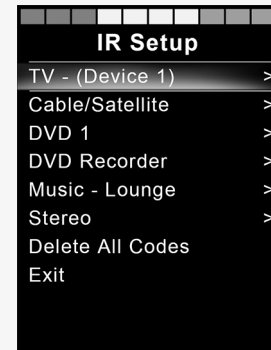 IR Setup
TV - (Device 1) >
Cable/Satellite >
DVD 1 >
DVD Recorder >
Music - Lounge >
Stereo >
Delete All Codes
Exit